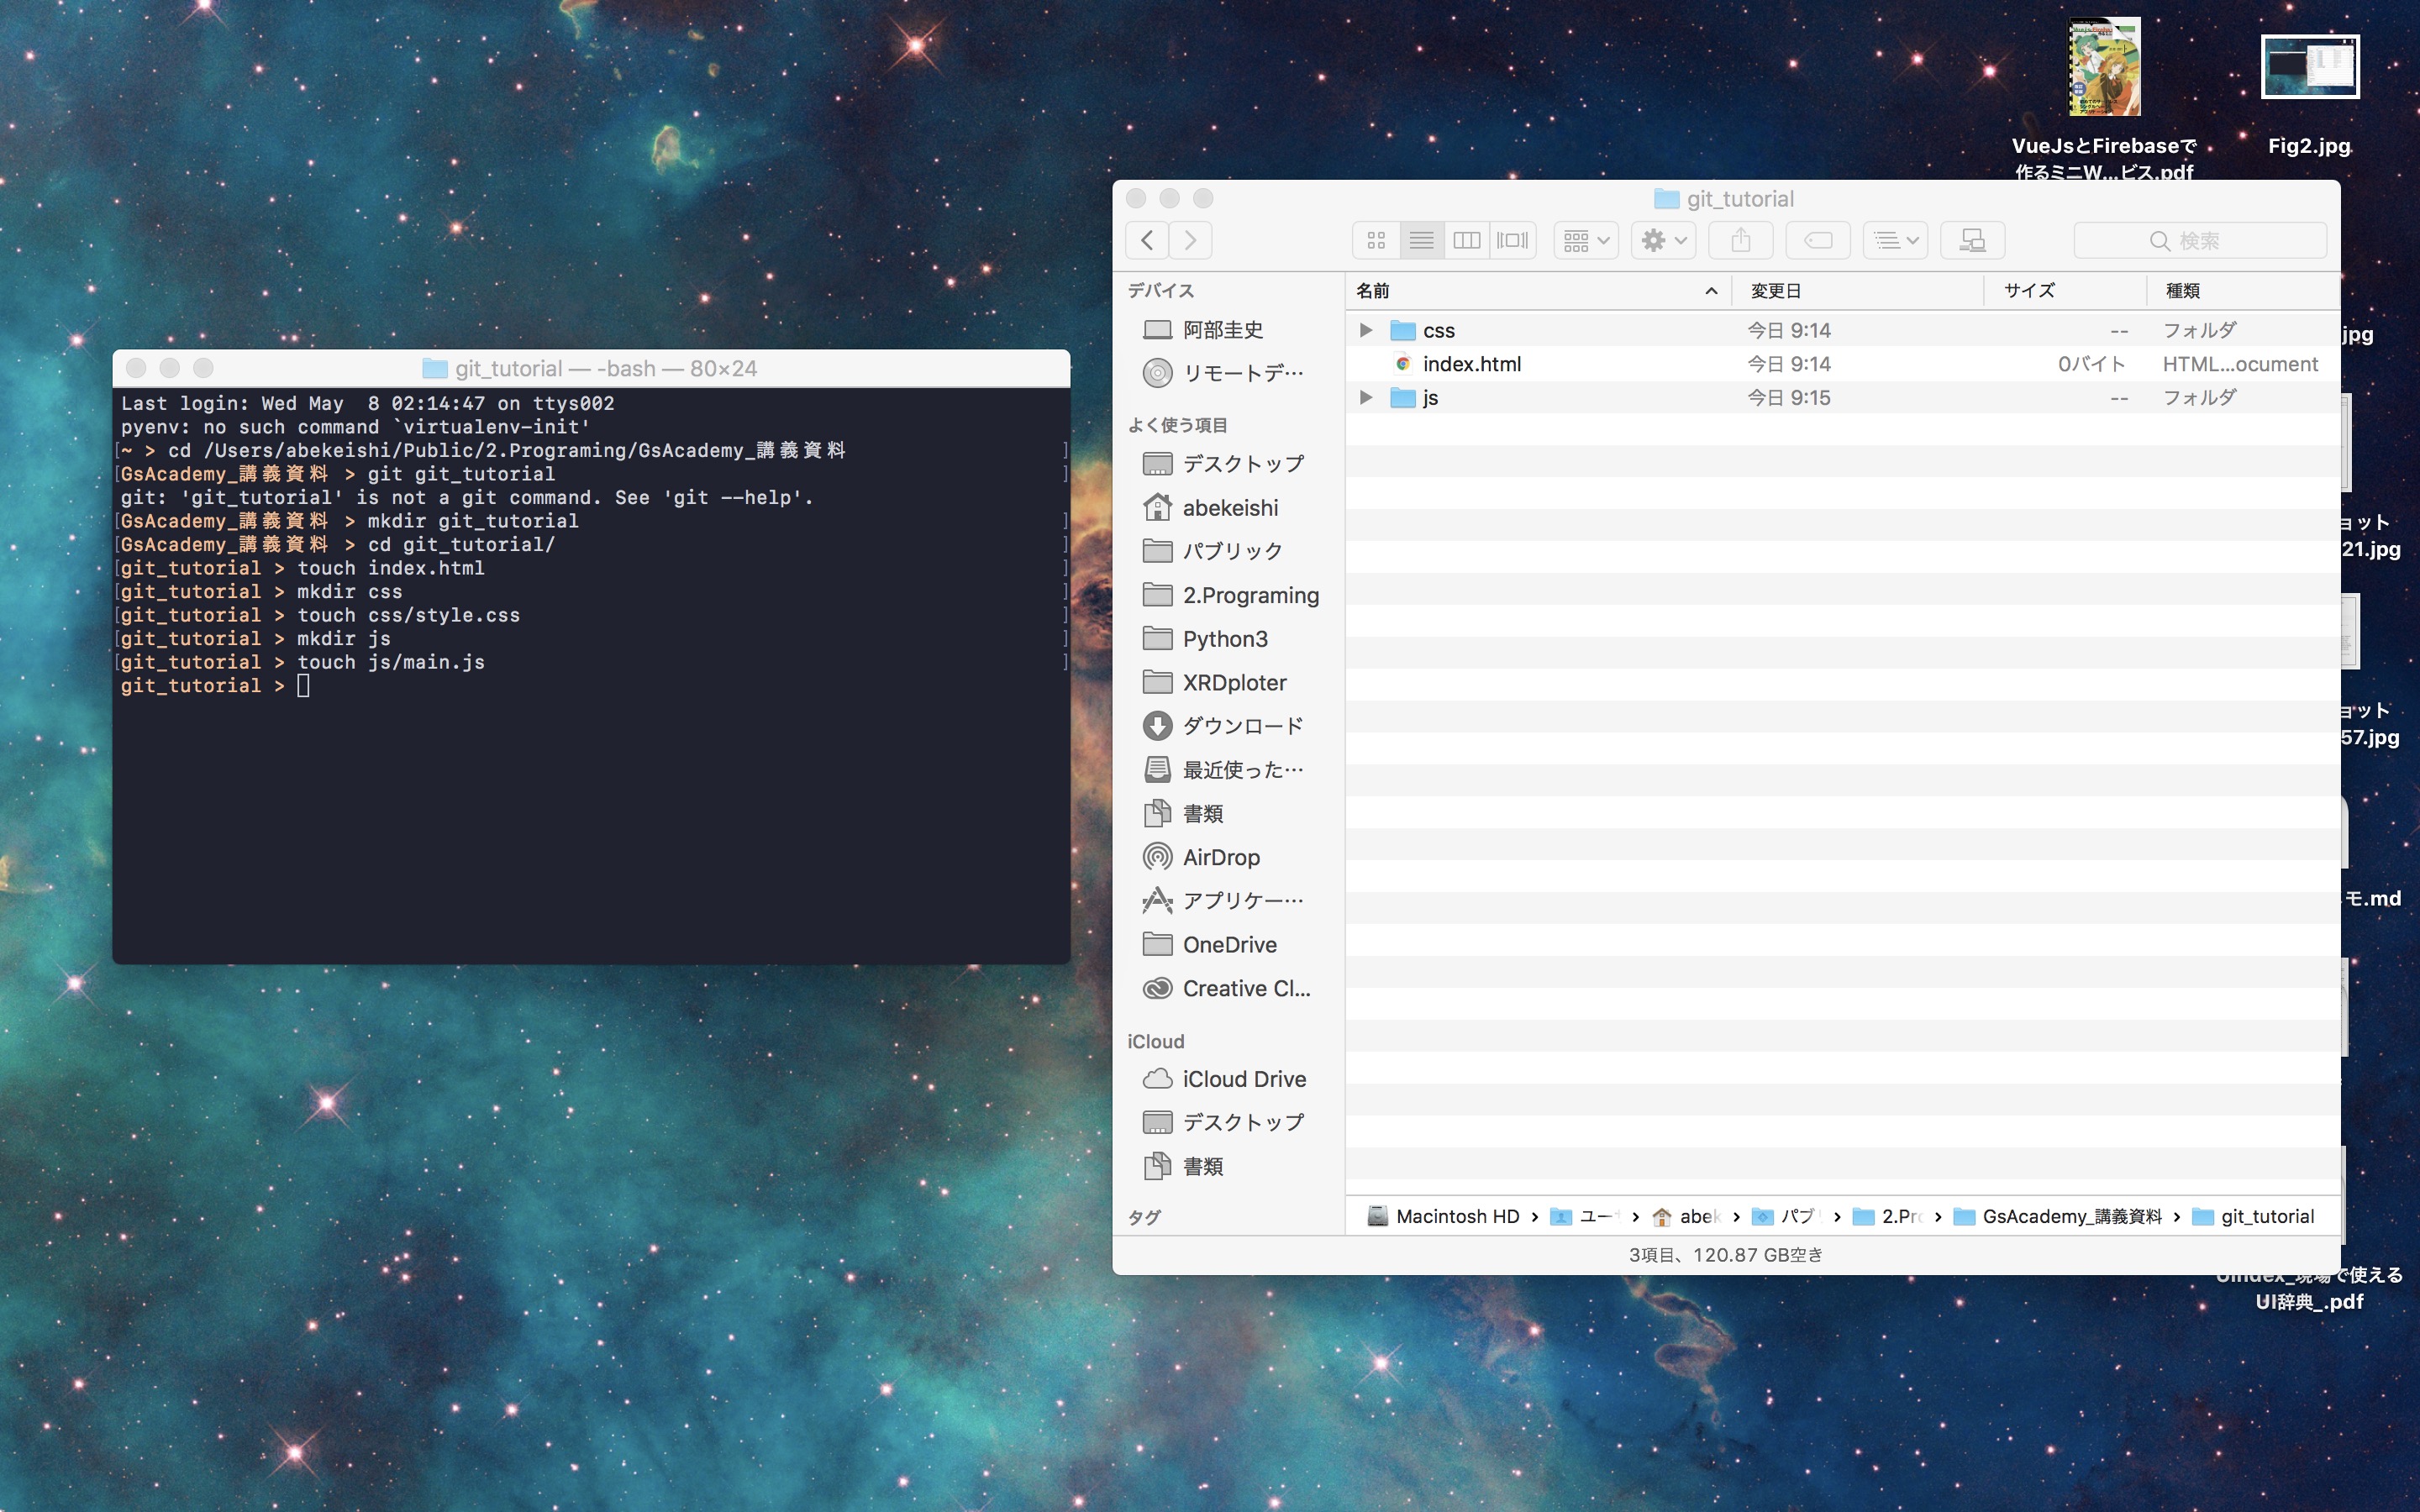 VueJsとFirebaseで
作るミニW...ビス.pdf
Fig2.jpg
git_tutorial — -bash — 80×24
Last login: Wed May  8 02:14:47 on ttys002
pyenv: no such command `virtualenv-init'
[~ > cd /Users/abekeishi/Public/2.Programing/GsAcademy_講義資料 ]
[GsAcademy_講義資料 > git git_tutorial ]
git: 'git_tutorial' is not a git command. See 'git --help'.
[GsAcademy_講義資料 > mkdir git_tutorial ]
[GsAcademy_講義資料 > cd git_tutorial/ ]
[git_tutorial > touch index.html ]
[git_tutorial > mkdir css ]
[git_tutorial > touch css/style.css ]
[git_tutorial > mkdir js ]
[git_tutorial > touch js/main.js ]
git_tutorial >
git_tutorial
検索
デバイス
阿部圭史
リモートデ…
よく使う項目
デスクトップ
abekeishi
パブリック
2.Programing
Python3
XRDploter
ダウンロード
最近使った…
書類
AirDrop
アプリケー…
OneDrive
Creative Cl...
iCloud
iCloud Drive
デスクトップ
書類
タグ
名前 変更日 サイズ 種類
css 今日 9:14 -- フォルダ
index.html 今日 9:14 0バイト HTML...ocument
js 今日 9:15 -- フォルダ
Macintosh HD › ユー › abek › パブ › 2.Pr › GsAcademy_講義資料 › git_tutorial
3項目、120.87 GB空き
jpg
ョット
21.jpg
ョット
57.jpg
モ.md
現場で使える
UI辞典_.pdf